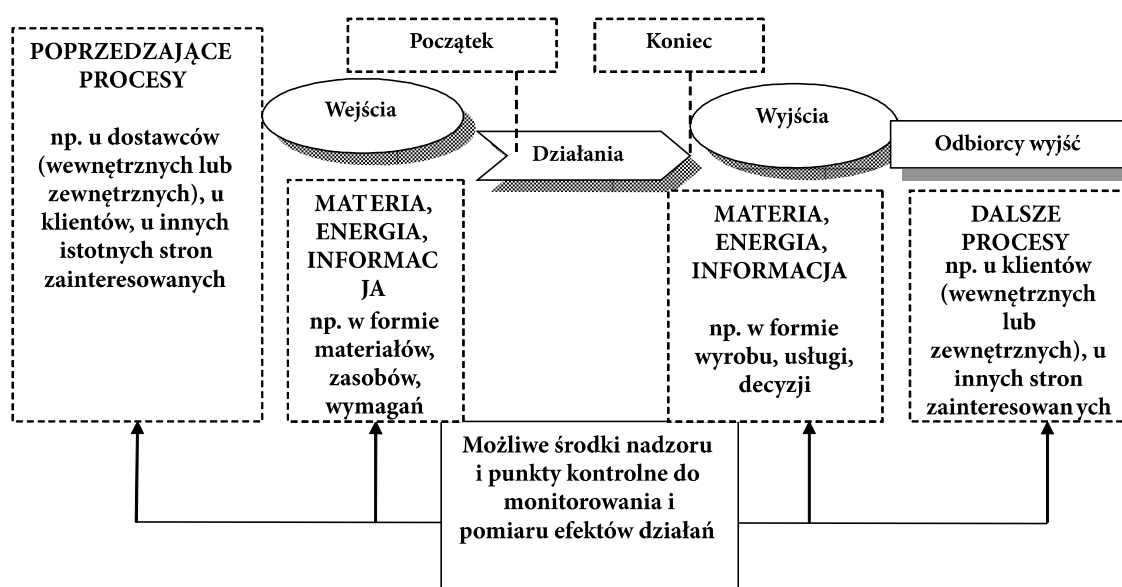 POPRZEDZAJĄCE
PROCESY
np. u dostawców
(wewnętrznych lub
zewnętrznych), u
klientów, u innych
istotnych stron
zainteresowanych
Początek
Koniec
Wejścia
Działania
Wyjścia
Odbiorcy wyjść
MATERIA,
ENERGIA,
INFORMAC
JA
np. w formie
materiałów,
zasobów,
wymagań
MATERIA,
ENERGIA,
INFORMACJA
np. w formie
wyrobu, usługi,
decyzji
DALSZE
PROCESY
np. u klientów
(wewnętrznych
lub
zewnętrznych), u
innych stron
zainteresowanych
Możliwe środki nadzoru
i punkty kontrolne do
monitorowania i
pomiaru efektów działań